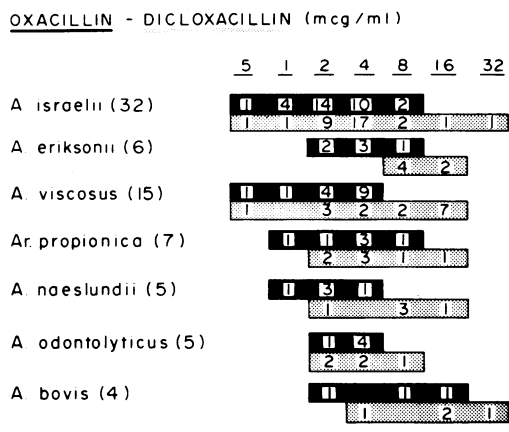 OXACILLIN - DICLOXACILLIN (mcg/ml)
5 1 2 4 8 16 32
A israelii (32) 1 4 14 10 2
1 1 9 17 2 1 1
A eriksonii (6) 2 3 1
4 2
A. viscosus (15) 1 1 4 9
1 3 2 2 7
Ar. propionica (7) 1 1 3 1
2 3 1 1
A. naeslundii (5) 1 3 1
1 3 1
A odontolyticus (5) 1 4
2 2 1
A bovis (4) 1 1 1
1 2 1